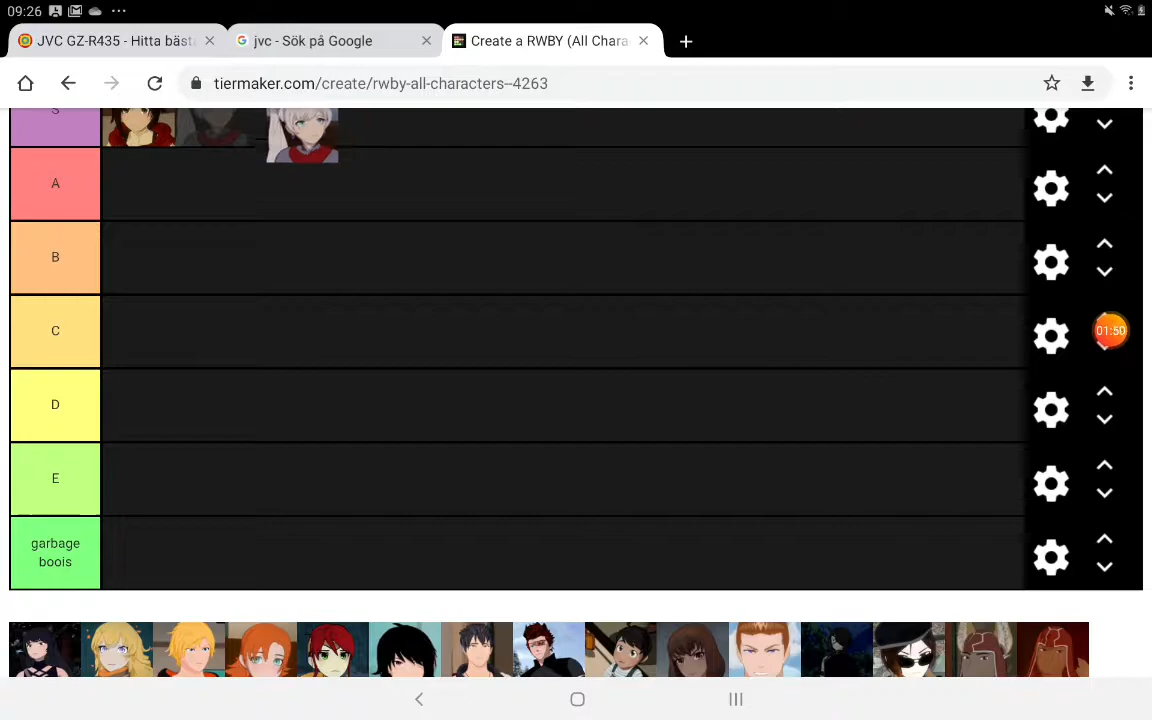 09:26
JVC GZ-R435 - Hitta bäst
jvc - Sök på Google
Create a RWBY (All Chara
tiermaker.com/create/rwby-all-characters--4263
S
A
B
C
01:50
D
E
garbage
boois